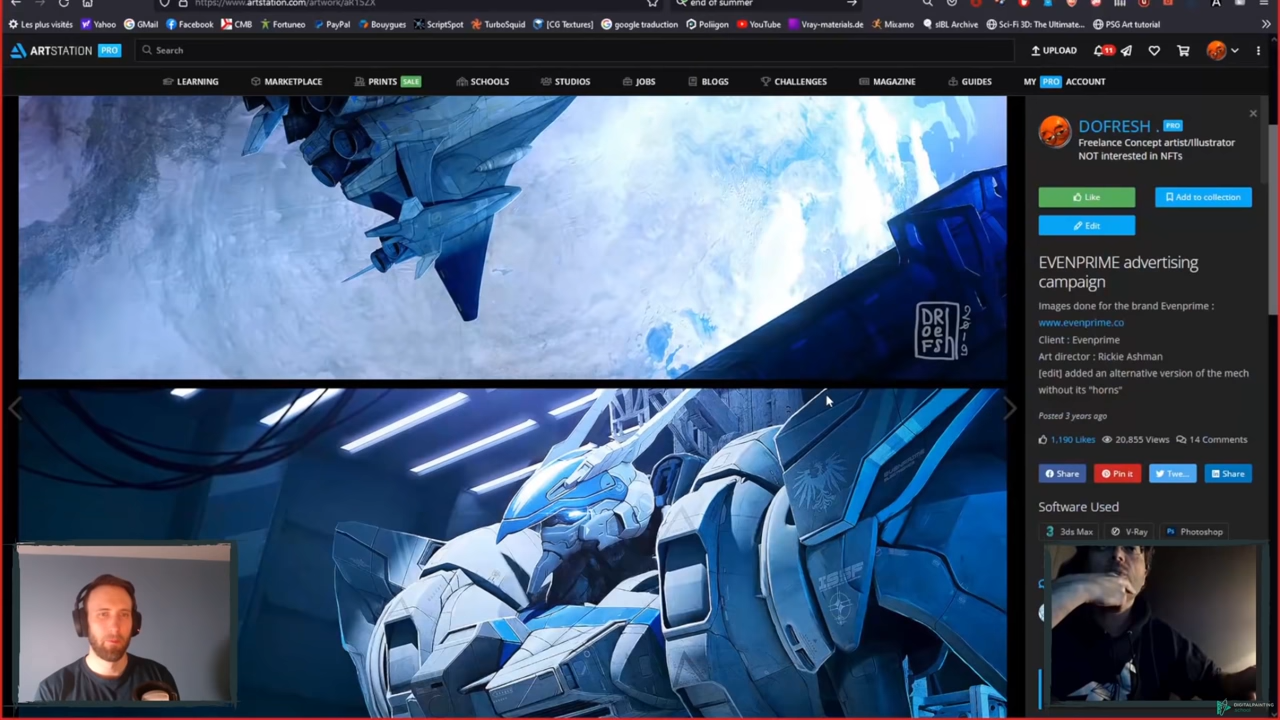 https://www.artstation.com/artwork/aR15ZX
end of summer
Les plus visités
Yahoo
GMail
CMB
Facebook
Fortuneo
PayPal
Bouygues
ScriptSpot
TurboSquid
[CG Textures]
google traduction
Poliigon
YouTube
Vray-materials.de
Mixamo
sIBL Archive
Sci-Fi 3D: The Ultimate...
PSG Art tutorial
ARTSTATION PRO
Search
UPLOAD
11
LEARNING
MARKETPLACE
PRINTS SALE
SCHOOLS
STUDIOS
JOBS
BLOGS
CHALLENGES
MAGAZINE
GUIDES
MY PRO ACCOUNT
DOFRESH . PRO
Freelance Concept artist/Illustrator
NOT interested in NFTs
Like
Add to collection
Edit
EVENPRIME advertising
campaign
Images done for the brand Evenprime :
www.evenprime.co
Client : Evenprime
Art director : Rickie Ashman
[edit] added an alternative version of the mech
without its "horns"
Posted 3 years ago
1,190 Likes
20,855 Views
14 Comments
Share
Pin it
Twe...
Share
Software Used
3ds Max
V-Ray
Photoshop
2019
ISSF
DIGITALPAINTING